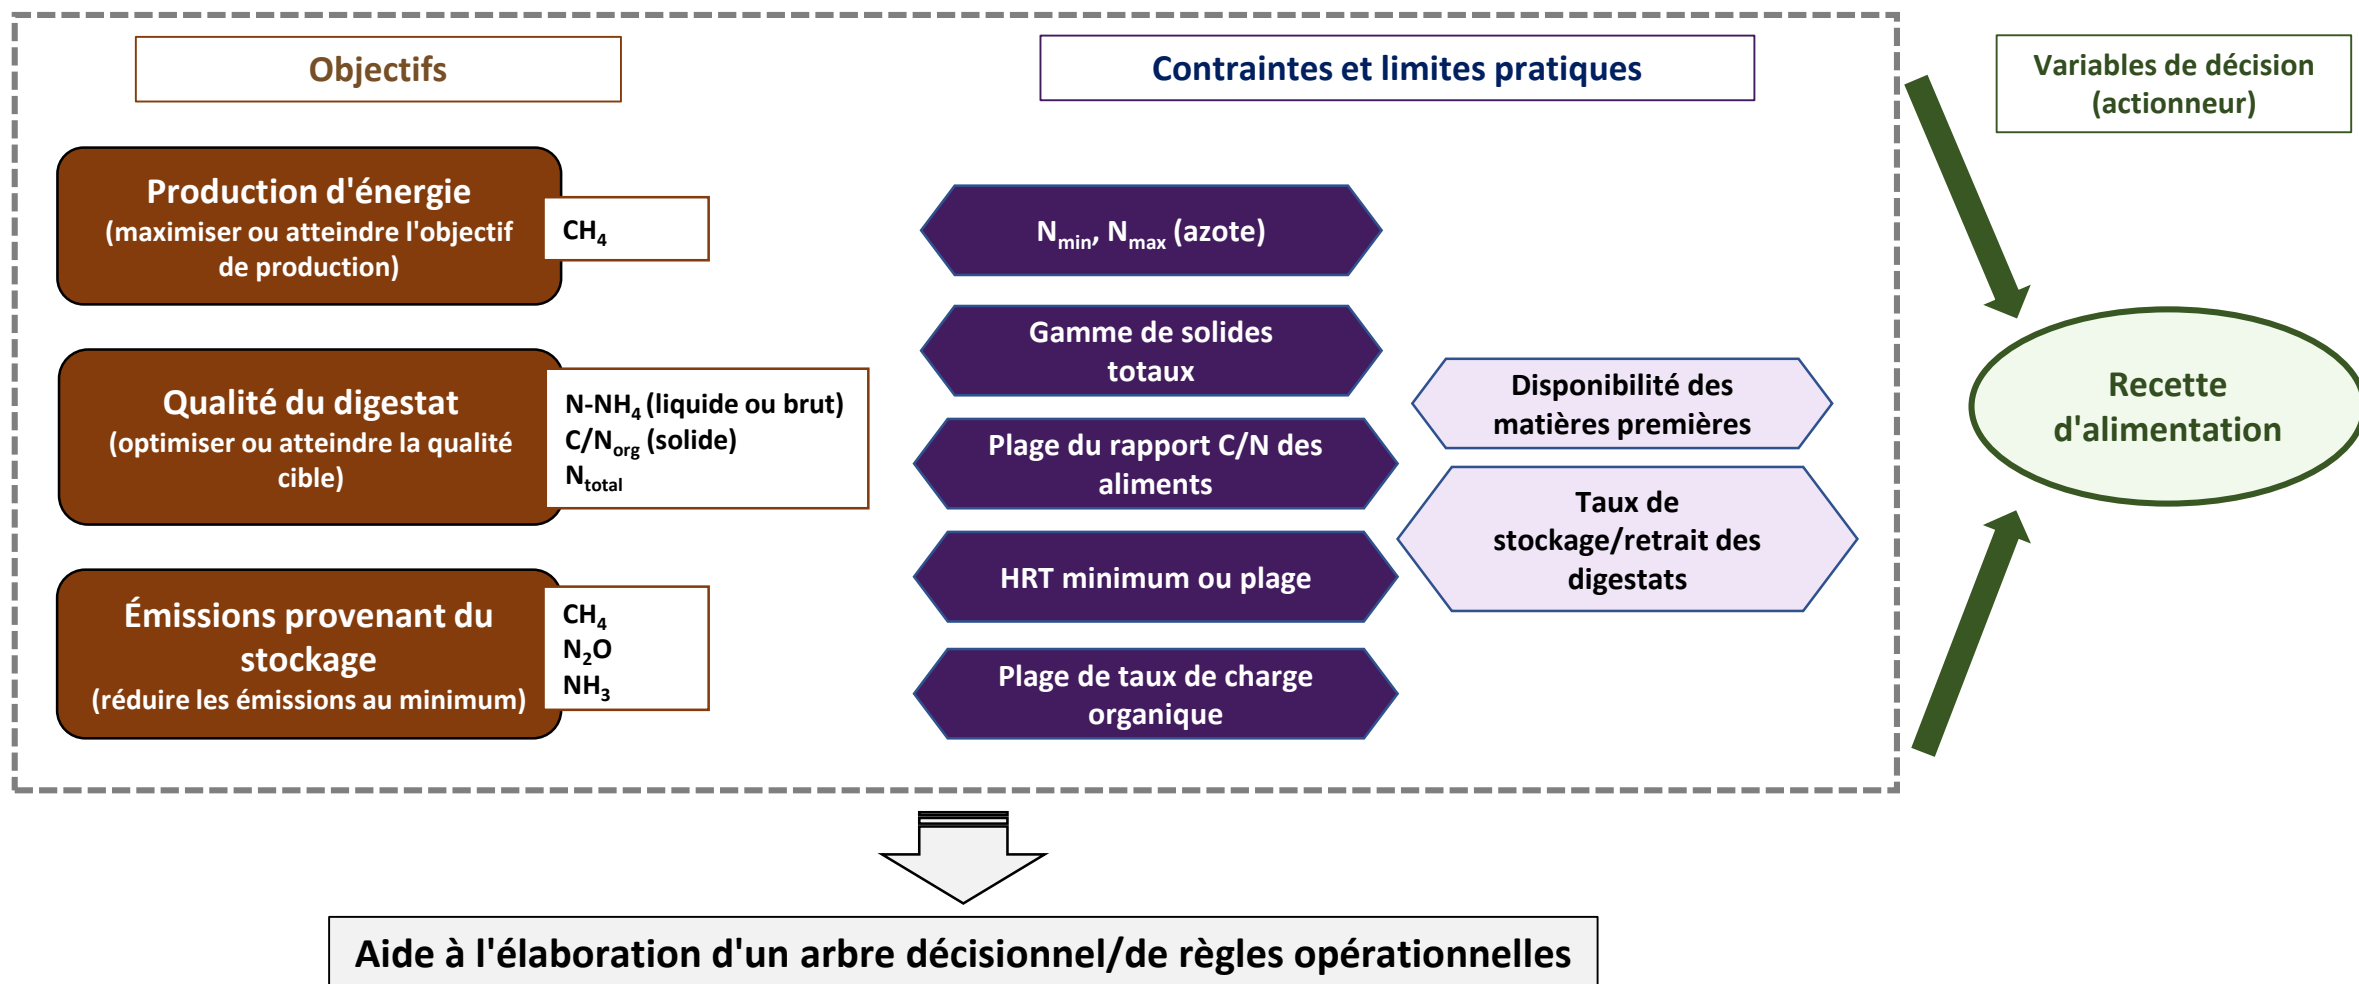 Objectifs
Production d'énergie
(maximiser ou atteindre l'objectif
de production)
CH₄
Qualité du digestat
(optimiser ou atteindre la qualité
cible)
N-NH₄ (liquide ou brut)
C/N_org (solide)
N_total
Émissions provenant du
stockage
(réduire les émissions au minimum)
CH₄
N₂O
NH₃
Contraintes et limites pratiques
N_min, N_max (azote)
Gamme de solides
totaux
Plage du rapport C/N des
aliments
HRT minimum ou plage
Plage de taux de charge
organique
Disponibilité des
matières premières
Taux de
stockage/retrait des
digestats
Variables de décision
(actionneur)
Recette
d'alimentation
Aide à l'élaboration d'un arbre décisionnel/de règles opérationnelles